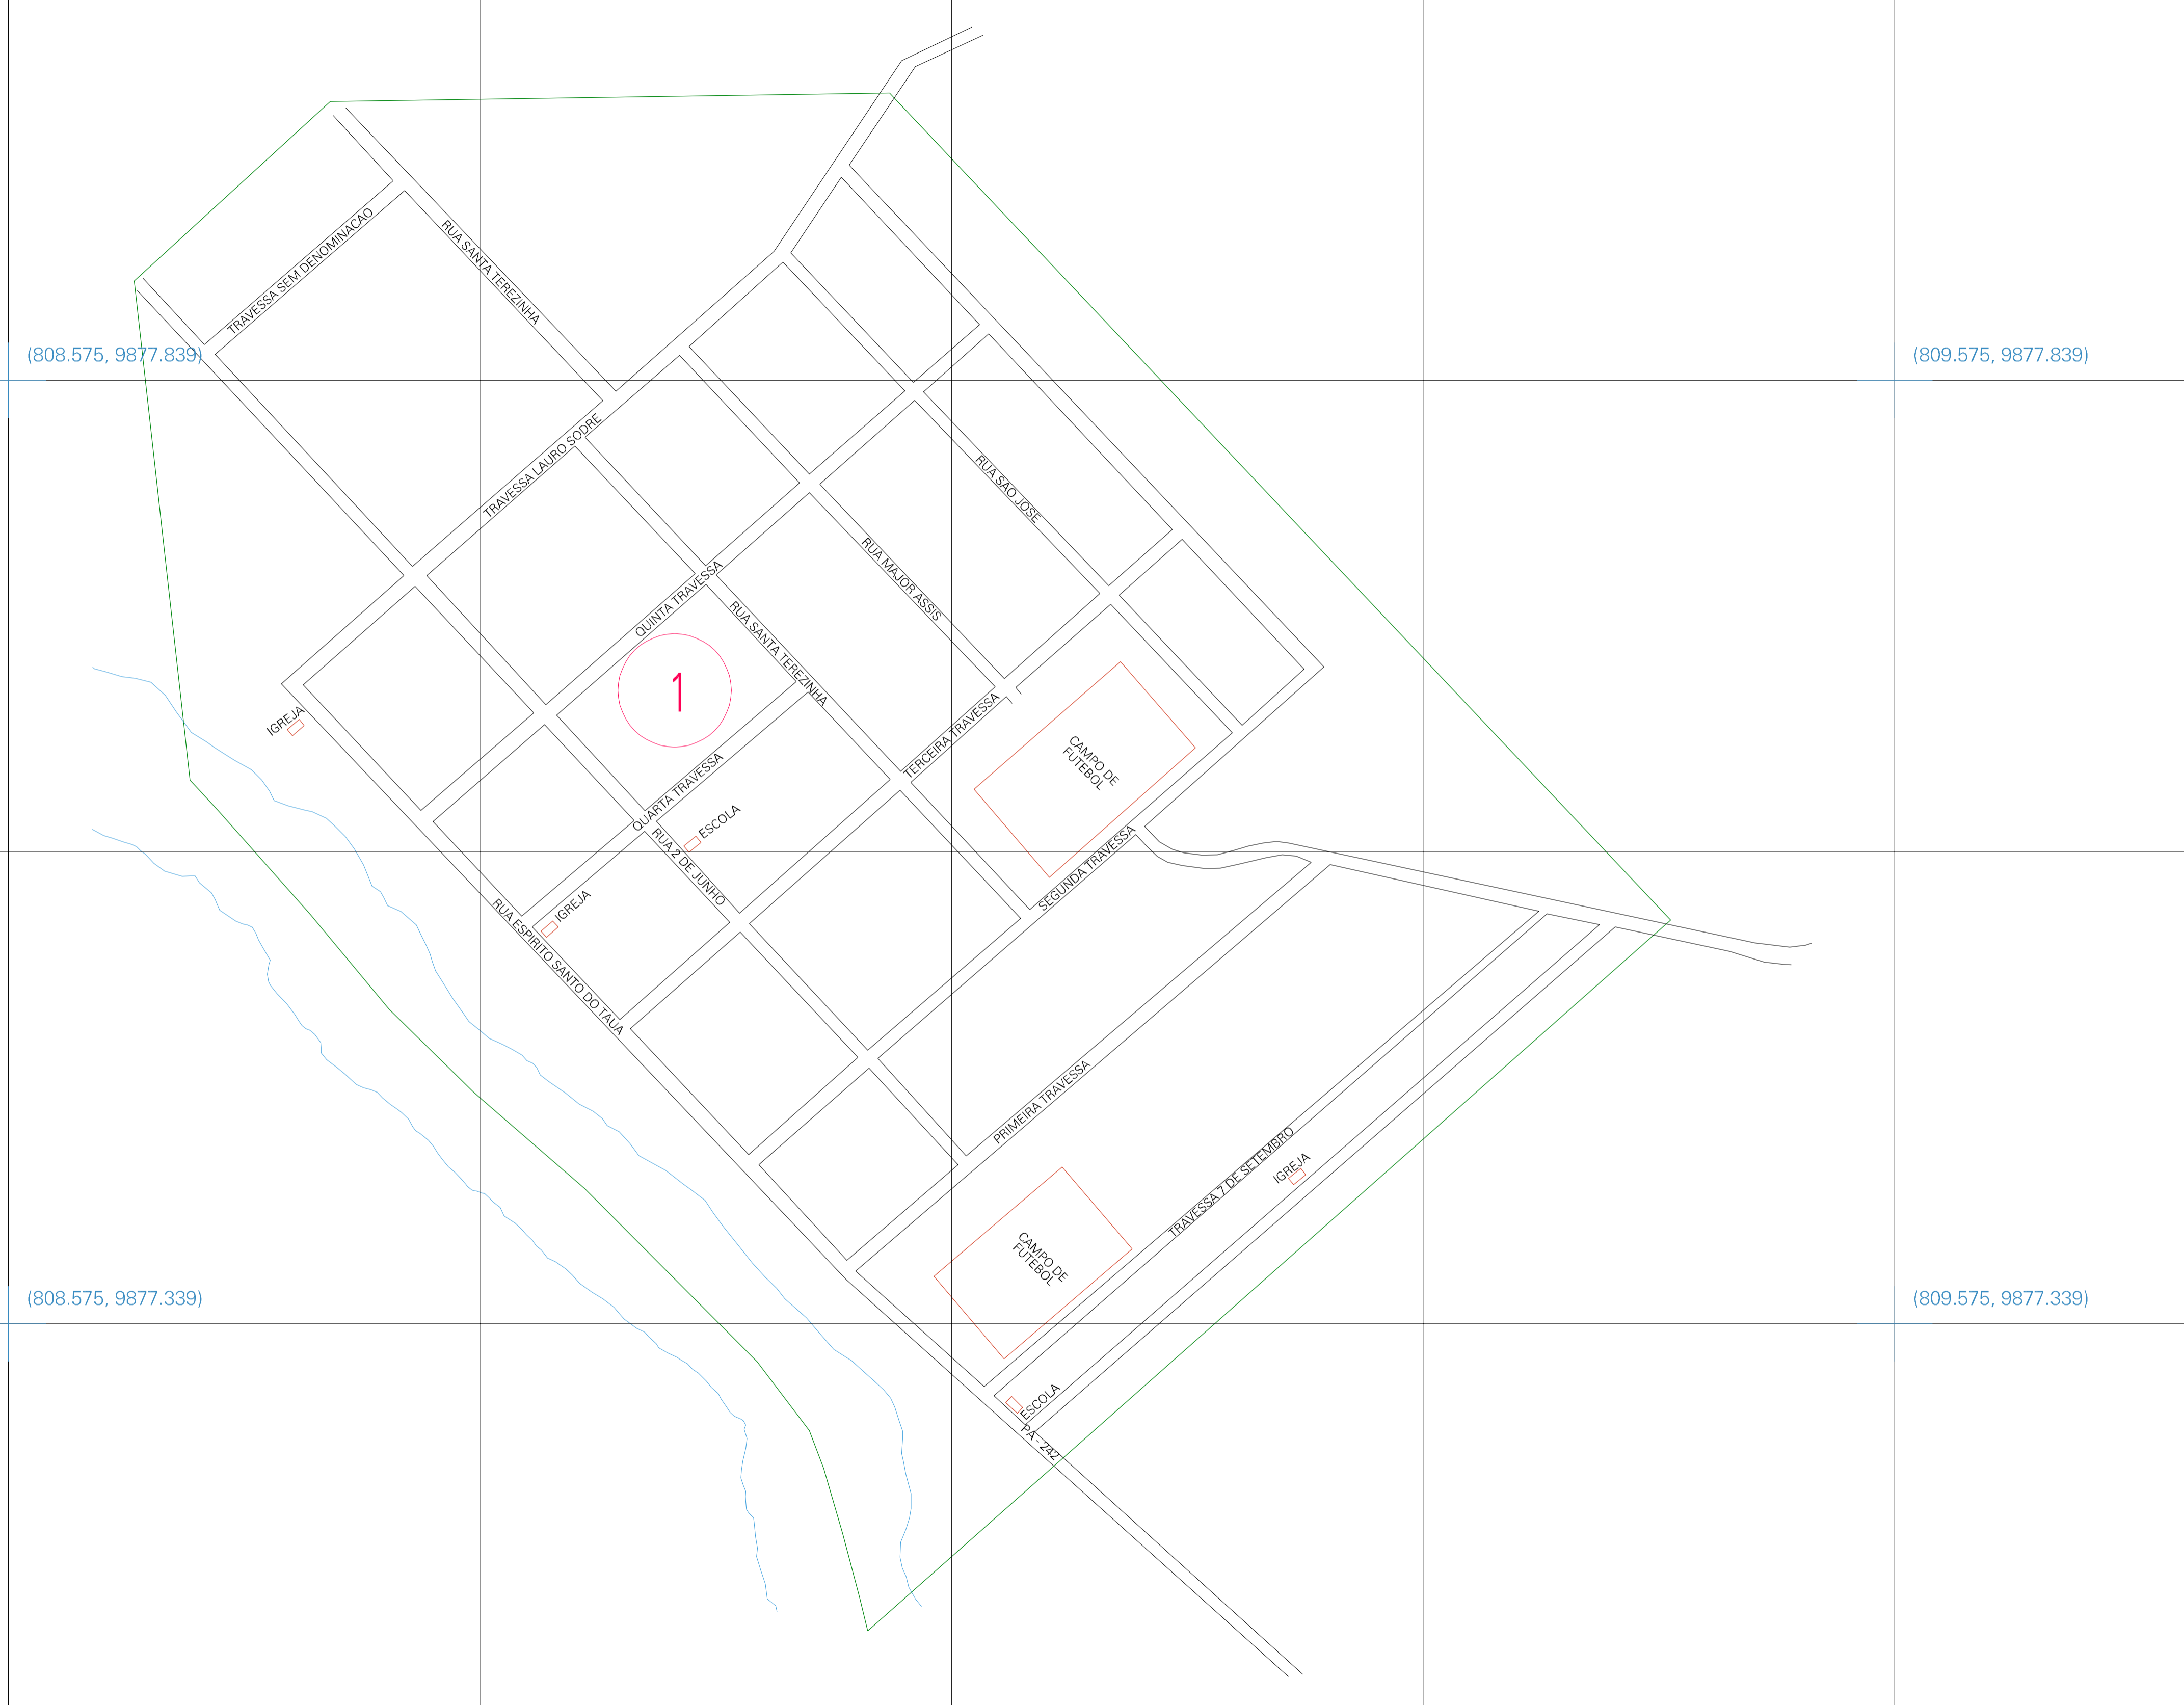 TRAVESSA SEM DENOMINACAO
RUA SANTA TEREZINHA
(808.575, 9877.839)
(809.575, 9877.839)
TRAVESSA LAURO SODRE
RUA SAO JOSE
RUA MAJOR ASSIS
QUINTA TRAVESSA
RUA SANTA TEREZINHA
1
IGREJA
TERCEIRA TRAVESSA
CAMPO DE
FUTEBOL
QUARTA TRAVESSA
ESCOLA
RUA 2 DE JUNHO
SEGUNDA TRAVESSA
IGREJA
RUA ESPIRITO SANTO DO TAUA
PRIMEIRA TRAVESSA
TRAVESSA 7 DE SETEMBRO
IGREJA
CAMPO DE
FUTEBOL
(808.575, 9877.339)
(809.575, 9877.339)
ESCOLA
PA - 242